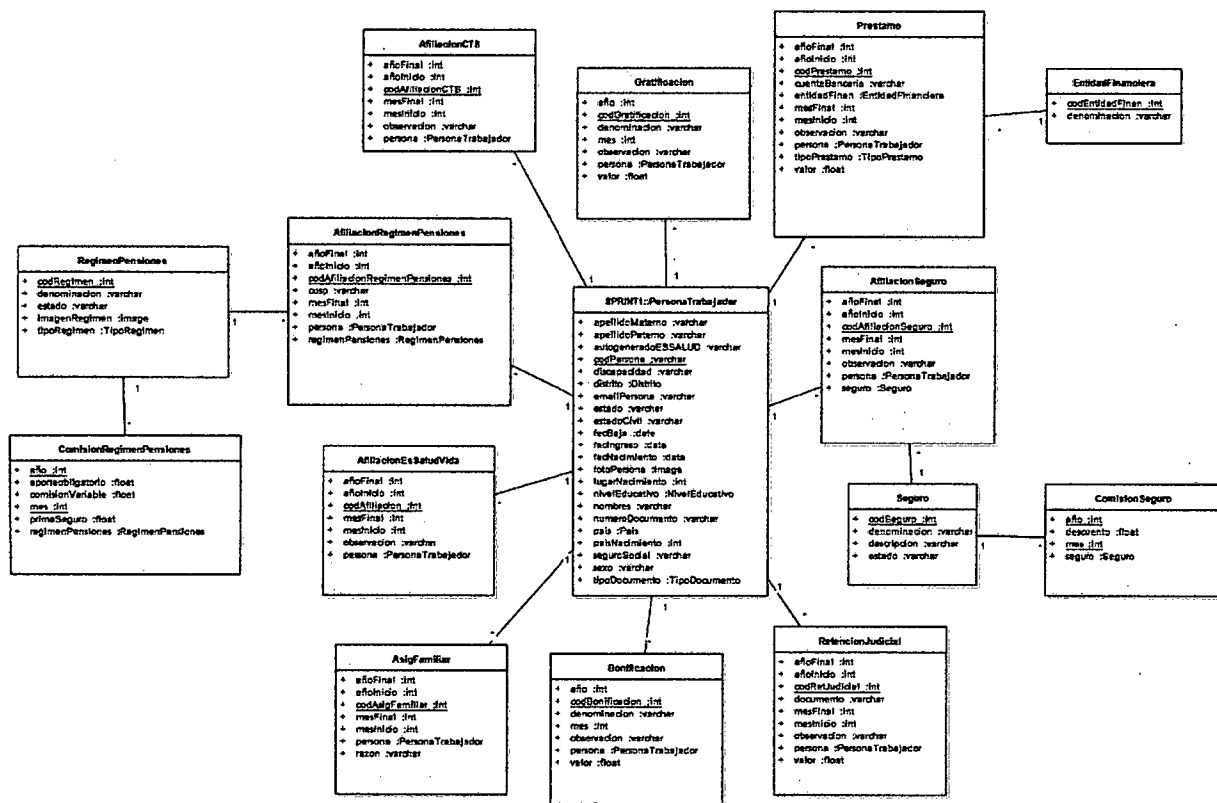 AfiliacionCTS
+ añoFinal :int
+ añoInicio :int
+ codAfiliacionCTS :int
+ mesFinal :int
+ mesInicio :int
+ observacion :varchar
+ persona :PersonaTrabajador
Gratificacion
+ año :int
+ codGratificacion :int
+ denominacion :varchar
+ mes :int
+ observacion :varchar
+ persona :PersonaTrabajador
+ valor :float
Prestamo
+ añoFinal :int
+ añoInicio :int
+ codPrestamo :int
+ cuentaBancaria :varchar
+ entidadFinan :EntidadFinanciera
+ mesFinal :int
+ mesInicio :int
+ observacion :varchar
+ persona :PersonaTrabajador
+ tipoPrestamo :TipoPrestamo
+ valor :float
EntidadFinanciera
+ codEntidadFinan :int
+ denominacion :varchar
RegimenPensiones
+ codRegimen :int
+ denominacion :varchar
+ estado :varchar
+ imagenRegimen :image
+ tipoRegimen :TipoRegimen
AfiliacionRegimenPensiones
+ añoFinal :int
+ añoInicio :int
+ codAfiliacionRegimenPensiones :int
+ cusp :varchar
+ mesFinal :int
+ mesInicio :int
+ persona :PersonaTrabajador
+ regimenPensiones :RegimenPensiones
SPRINT1::PersonaTrabajador
+ apellidoMaterno :varchar
+ apellidoPaterno :varchar
+ autogeneradoESSALUD :varchar
+ codPersona :varchar
+ discapacidad :varchar
+ distrito :Distrito
+ emailPersona :varchar
+ estado :varchar
+ estadoCivil :varchar
+ fecBaja :date
+ fecIngreso :date
+ fecNacimiento :date
+ fotoPersona :image
+ lugarNacimiento :int
+ nivelEducativo :NivelEducativo
+ nombres :varchar
+ numeroDocumento :varchar
+ pais :Pais
+ paisNacimiento :int
+ seguroSocial :varchar
+ sexo :varchar
+ tipoDocumento :TipoDocumento
AfiliacionSeguro
+ añoFinal :int
+ añoInicio :int
+ codAfiliacionSeguro :int
+ mesFinal :int
+ mesInicio :int
+ observacion :varchar
+ persona :PersonaTrabajador
+ seguro :Seguro
ComisionRegimenPensiones
+ año :int
+ aporteobligatorio :float
+ comisionVariable :float
+ mes :int
+ primaSeguro :float
+ regimenPensiones :RegimenPensiones
AfiliacionEsSaludVida
+ añoFinal :int
+ añoInicio :int
+ codAfiliacion :int
+ mesFinal :int
+ mesInicio :int
+ observacion :varchar
+ persona :PersonaTrabajador
Seguro
+ codSeguro :int
+ denominacion :varchar
+ descripcion :varchar
+ estado :varchar
ComisionSeguro
+ año :int
+ descuento :float
+ mes :int
+ seguro :Seguro
AsigFamiliar
+ añoFinal :int
+ añoInicio :int
+ codAsigFamiliar :int
+ mesFinal :int
+ mesInicio :int
+ persona :PersonaTrabajador
+ razon :varchar
Bonificacion
+ año :int
+ codBonificacion :int
+ denominacion :varchar
+ mes :int
+ observacion :varchar
+ persona :PersonaTrabajador
+ valor :float
RetencionJudicial
+ añoFinal :int
+ añoInicio :int
+ codRetJudicial :int
+ documento :varchar
+ mesFinal :int
+ mesInicio :int
+ observacion :varchar
+ persona :PersonaTrabajador
+ valor :float